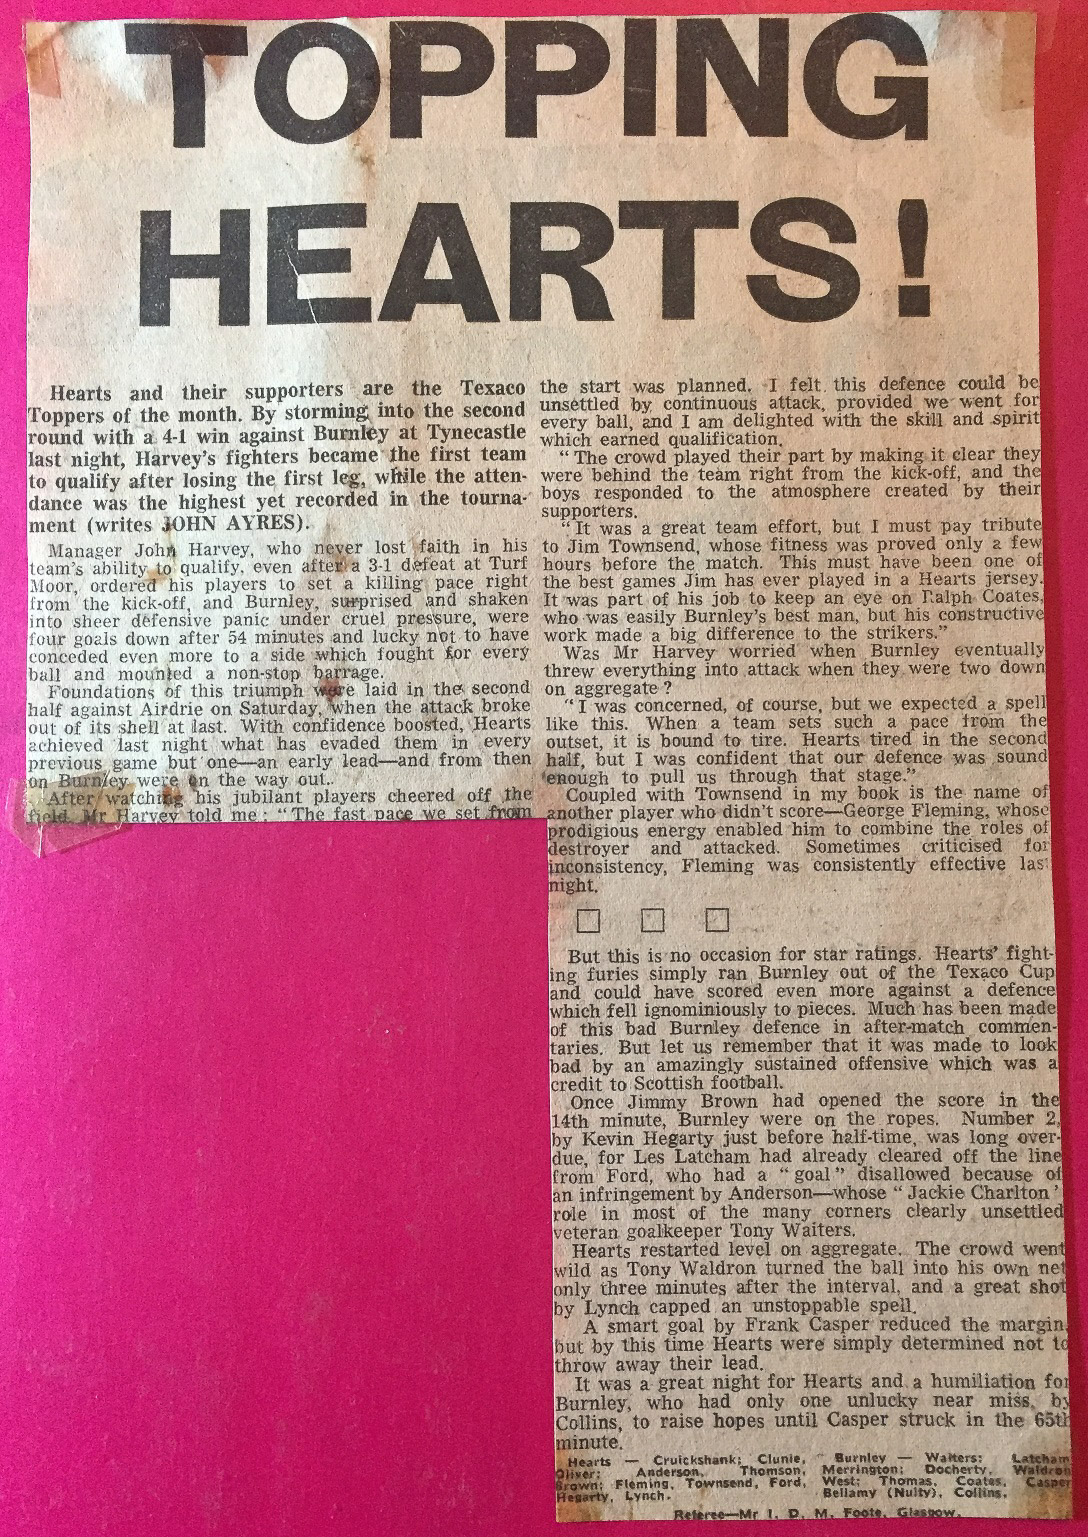 TOPPING
HEARTS!
Hearts and their supporters are the Texaco
Toppers of the month. By storming into the second
round with a 4-1 win against Burnley at Tynecastle
last night, Harvey's fighters became the first team
to qualify after losing the first leg, while the atten-
dance was the highest yet recorded in the tourna-
ment (writes JOHN AYRES).
Manager John Harvey, who never lost faith in his
team's ability to qualify, even after a 3-1 defeat at Turf
Moor, ordered his players to set a killing pace right
from the kick-off, and Burnley, surprised and shaken
into sheer defensive panic under cruel pressure, were
four goals down after 54 minutes and lucky not to have
conceded even more to a side which fought for every
ball and mounted a non-stop barrage.
Foundations of this triumph were laid in the second
half against Airdrie on Saturday, when the attack broke
out of its shell at last. With confidence boosted, Hearts
achieved last night what has evaded them in every
previous game but one—an early lead—and from then
on Burnley were on the way out.
After watching his jubilant players cheered off the
field, Mr Harvey told me: "The fast pace we set from
the start was planned. I felt this defence could be
unsettled by continuous attack, provided we went for
every ball, and I am delighted with the skill and spirit
which earned qualification.
"The crowd played their part by making it clear they
were behind the team right from the kick-off, and the
boys responded to the atmosphere created by their
supporters.
"It was a great team effort, but I must pay tribute
to Jim Townsend, whose fitness was proved only a few
hours before the match. This must have been one of
the best games Jim has ever played in a Hearts jersey.
It was part of his job to keep an eye on Ralph Coates,
who was easily Burnley's best man, but his constructive
work made a big difference to the strikers."
Was Mr Harvey worried when Burnley eventually
threw everything into attack when they were two down
on aggregate?
"I was concerned, of course, but we expected a spell
like this. When a team sets such a pace from the
outset, it is bound to tire. Hearts tired in the second
half, but I was confident that our defence was sound
enough to pull us through that stage."
Coupled with Townsend in my book is the name of
another player who didn't score—George Fleming, whose
prodigious energy enabled him to combine the roles of
destroyer and attacked. Sometimes criticised for
inconsistency, Fleming was consistently effective las
night.
But this is no occasion for star ratings. Hearts' fight-
ing furies simply ran Burnley out of the Texaco Cup
and could have scored even more against a defence
which fell ignominiously to pieces. Much has been made
of this bad Burnley defence in after-match commen-
taries. But let us remember that it was made to look
bad by an amazingly sustained offensive which was a
credit to Scottish football.
Once Jimmy Brown had opened the score in the
14th minute, Burnley were on the ropes. Number 2,
by Kevin Hegarty just before half-time, was long over-
due, for Les Latcham had already cleared off the line
from Ford, who had a "goal" disallowed because of
an infringement by Anderson—whose "Jackie Charlton'
role in most of the many corners clearly unsettled
veteran goalkeeper Tony Waiters.
Hearts restarted level on aggregate. The crowd went
wild as Tony Waldron turned the ball into his own net
only three minutes after the interval, and a great shot
by Lynch capped an unstoppable spell.
A smart goal by Frank Casper reduced the margin,
but by this time Hearts were simply determined not to
throw away their lead.
It was a great night for Hearts and a humiliation for
Burnley, who had only one unlucky near miss, by
Collins, to raise hopes until Casper struck in the 65th
minute.
Hearts — Cruickshank; Clunie,
Oliver; Anderson, Thomson,
Brown; Fleming, Townsend, Ford,
Hegarty, Lynch.
Burnley — Waiters; Latcham
Merrington; Docherty, Waldron
West; Thomas, Coates, Casper
Bellamy (Nulty), Collins.
Referee—Mr I. D. M. Foote, Glasgow.